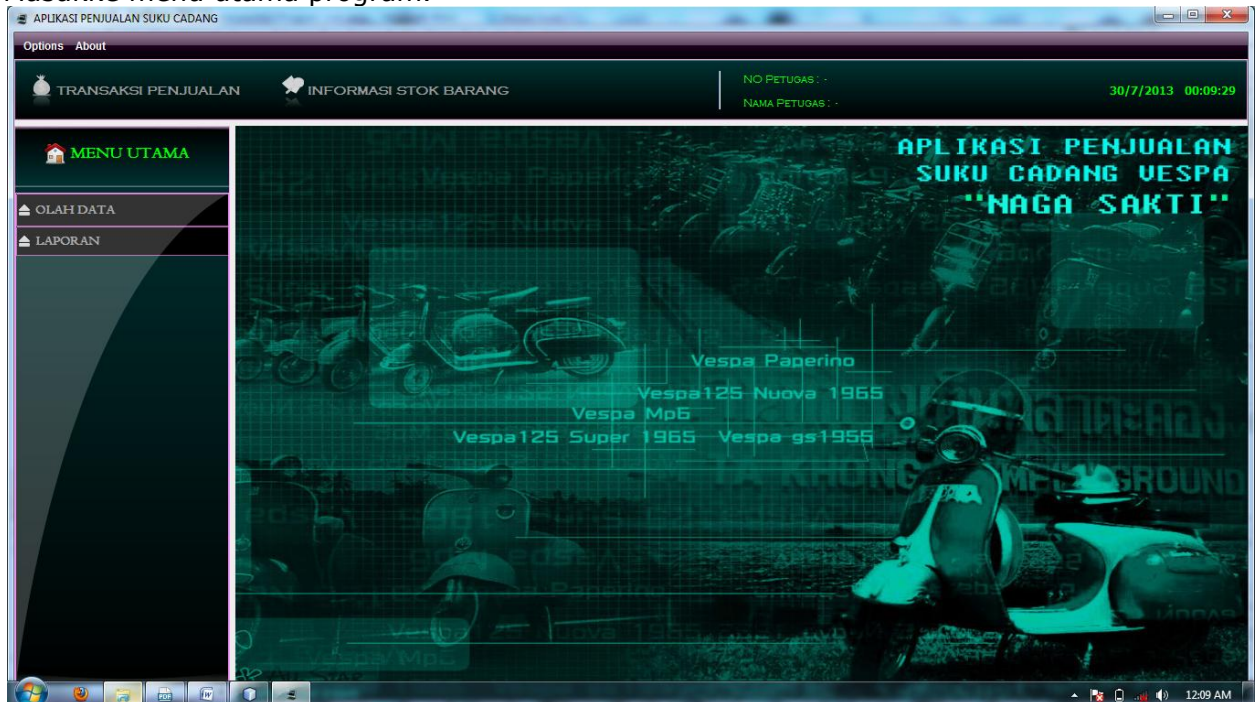 APLIKASI PENJUALAN SUKU CADANG
Options About
TRANSAKSI PENJUALAN INFORMASI STOK BARANG
NO PETUGAS : -
NAMA PETUGAS : -
30/7/2013 00:09:29
MENU UTAMA
OLAH DATA
LAPORAN
APLIKASI PENJUALAN
SUKU CADANG VESPA
"NAGA SAKTI"
Vespa Paperino
Vespa125 Nuova 1965
Vespa Mp6
Vespa125 Super 1965 Vespa gs1955
12:09 AM